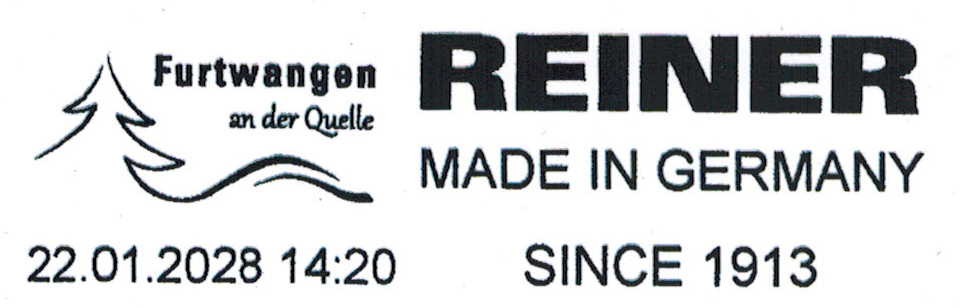 Furtwangen
an der Quelle
22.01.2028 14:20
REINER
MADE IN GERMANY
SINCE 1913